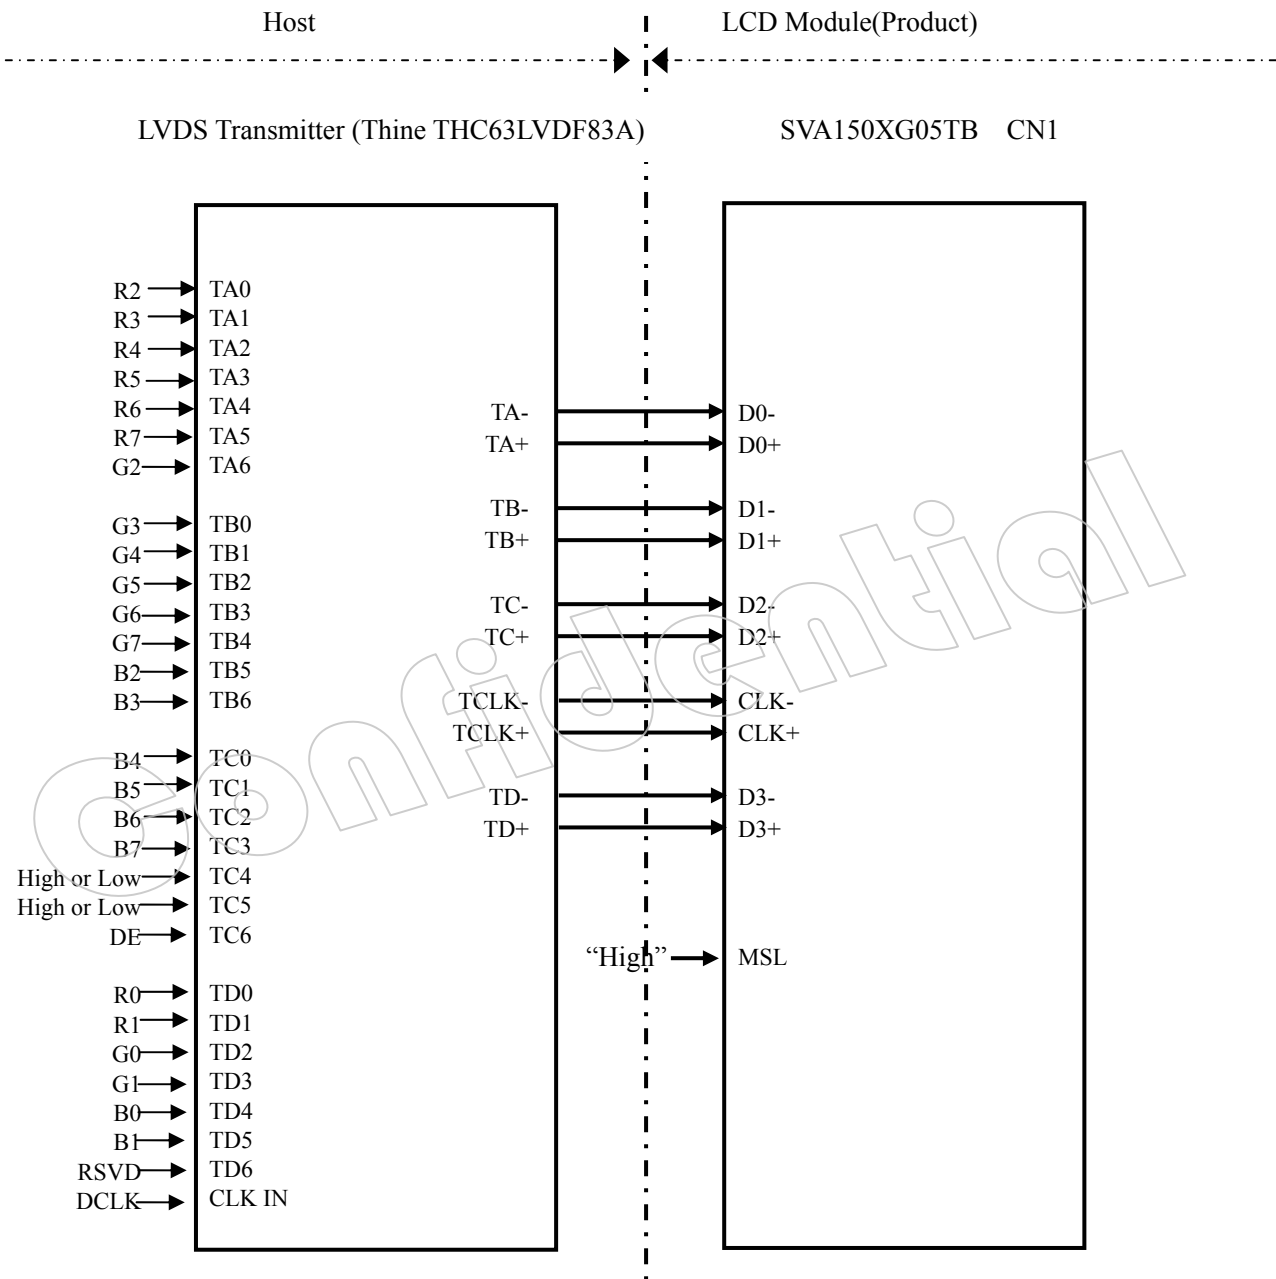 Host LCD Module(Product)
LVDS Transmitter (Thine THC63LVDF83A) SVA150XG05TB CN1
R2 TA0
R3 TA1
R4 TA2
R5 TA3
R6 TA4
R7 TA5
G2 TA6
G3 TB0
G4 TB1
G5 TB2
G6 TB3
G7 TB4
B2 TB5
B3 TB6
B4 TC0
B5 TC1
B6 TC2
B7 TC3
High or Low TC4
High or Low TC5
DE TC6
R0 TD0
R1 TD1
G0 TD2
G1 TD3
B0 TD4
B1 TD5
RSVD TD6
DCLK CLK IN
TA- D0-
TA+ D0+
TB- D1-
TB+ D1+
TC- D2-
TC+ D2+
TCLK- CLK-
TCLK+ CLK+
TD- D3-
TD+ D3+
“High” MSL
Confidential